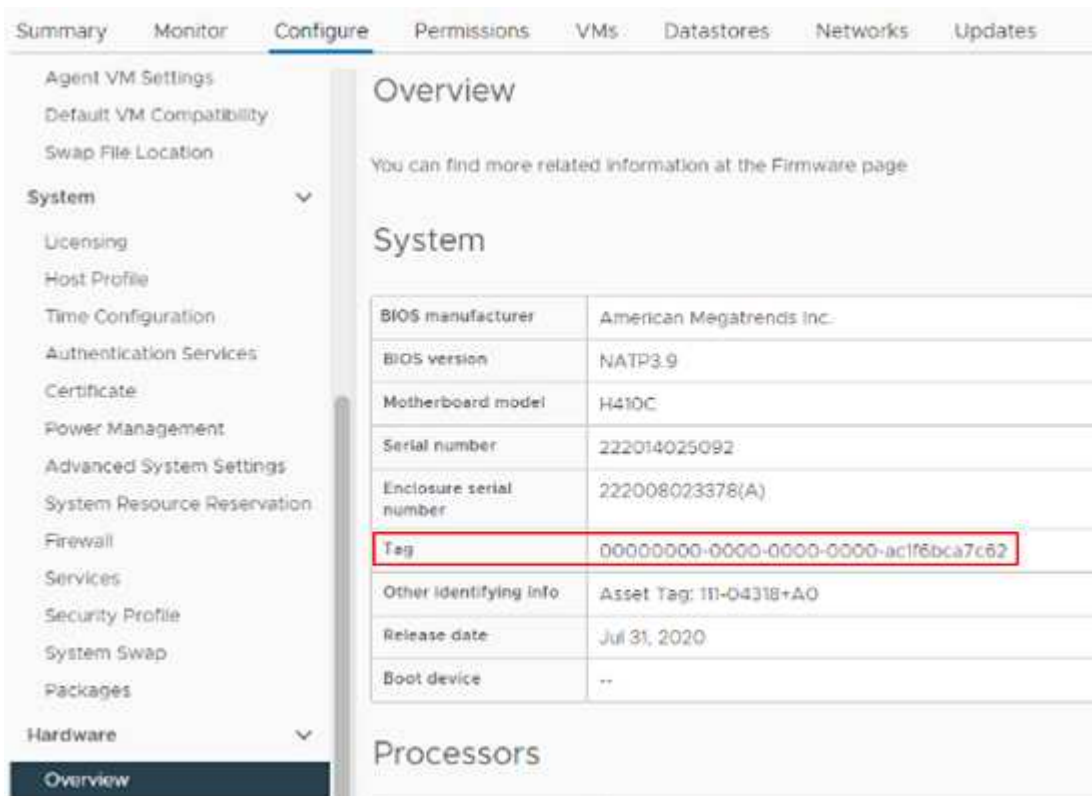 Summary Monitor Configure Permissions VMs Datastores Networks Updates
Agent VM Settings
Default VM Compatibility
Swap File Location
System
Licensing
Host Profile
Time Configuration
Authentication Services
Certificate
Power Management
Advanced System Settings
System Resource Reservation
Firewall
Services
Security Profile
System Swap
Packages
Hardware
Overview
Overview
You can find more related information at the Firmware page
System
BIOS manufacturer American Megatrends Inc.
BIOS version NATP3.9
Motherboard model H410C
Serial number 222014025092
Enclosure serial
number 222008023378(A)
Tag 00000000-0000-0000-0000-ac1f6bca7c62
Other identifying info Asset Tag: 111-04318+A0
Release date Jul 31, 2020
Boot device --
Processors